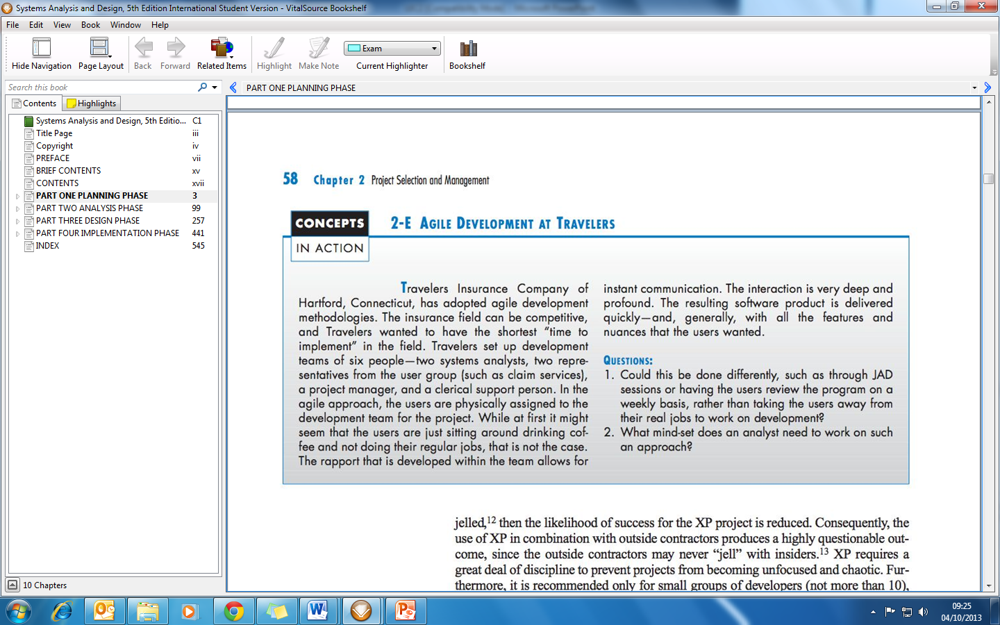 Systems Analysis and Design, 5th Edition International Student Version - VitalSource Bookshelf
File Edit View Book Window Help
Hide Navigation Page Layout Back Forward Related Items Highlight Make Note Exam Current Highlighter Bookshelf
Search this book
PART ONE PLANNING PHASE
Contents Highlights
Systems Analysis and Design, 5th Editio... C1
Title Page iii
Copyright iv
PREFACE vii
BRIEF CONTENTS xv
CONTENTS xvii
PART ONE PLANNING PHASE 3
PART TWO ANALYSIS PHASE 99
PART THREE DESIGN PHASE 257
PART FOUR IMPLEMENTATION PHASE 441
INDEX 545
10 Chapters
58 Chapter 2 Project Selection and Management
CONCEPTS
IN ACTION
2-E AGILE DEVELOPMENT AT TRAVELERS
Travelers Insurance Company of
Hartford, Connecticut, has adopted agile development
methodologies. The insurance field can be competitive,
and Travelers wanted to have the shortest “time to
implement” in the field. Travelers set up development
teams of six people—two systems analysts, two repre-
sentatives from the user group (such as claim services),
a project manager, and a clerical support person. In the
agile approach, the users are physically assigned to the
development team for the project. While at first it might
seem that the users are just sitting around drinking cof-
fee and not doing their regular jobs, that is not the case.
The rapport that is developed within the team allows for
instant communication. The interaction is very deep and
profound. The resulting software product is delivered
quickly—and, generally, with all the features and
nuances that the users wanted.
QUESTIONS:
1. Could this be done differently, such as through JAD
sessions or having the users review the program on a
weekly basis, rather than taking the users away from
their real jobs to work on development?
2. What mind-set does an analyst need to work on such
an approach?
jelled,12 then the likelihood of success for the XP project is reduced. Consequently, the
use of XP in combination with outside contractors produces a highly questionable out-
come, since the outside contractors may never “jell” with insiders.13 XP requires a
great deal of discipline to prevent projects from becoming unfocused and chaotic. Fur-
thermore, it is recommended only for small groups of developers (not more than 10),
09:25
04/10/2013